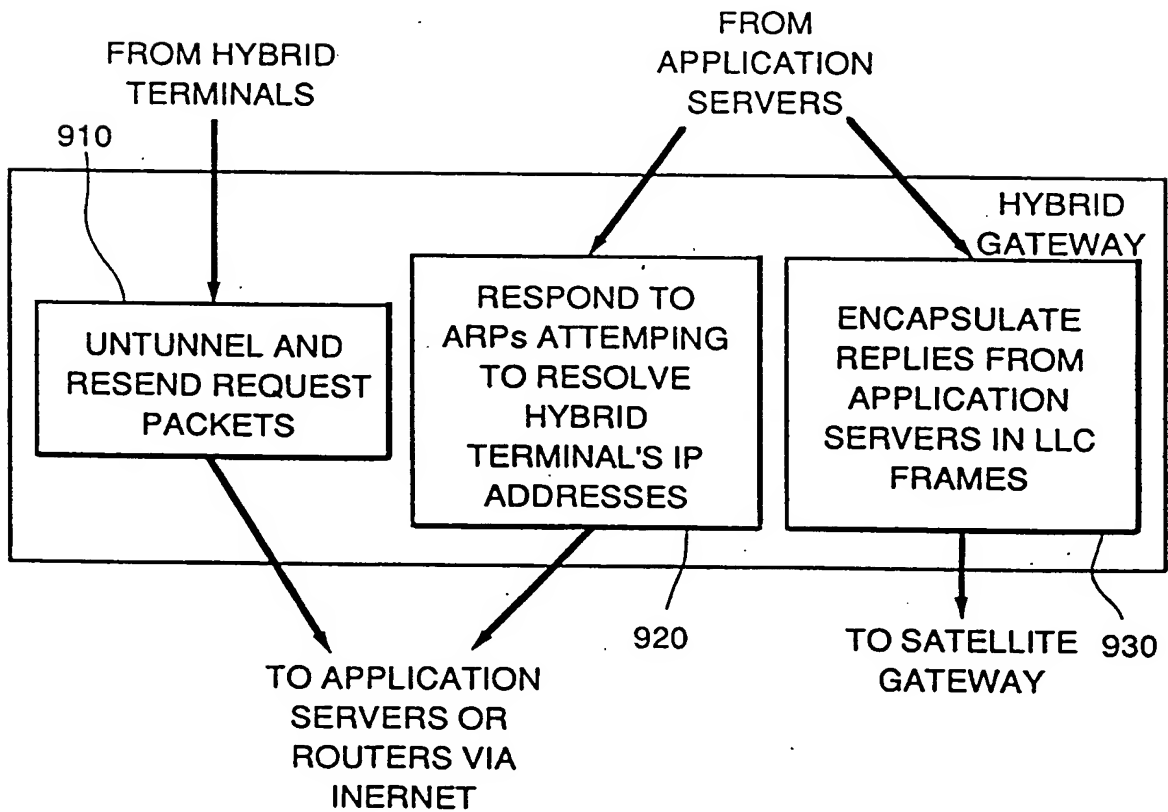 FROM HYBRID
TERMINALS
FROM
APPLICATION
SERVERS
910
HYBRID
GATEWAY
UNTUNNEL AND
RESEND REQUEST
PACKETS
RESPOND TO
ARPs ATTEMPING
TO RESOLVE
HYBRID
TERMINAL'S IP
ADDRESSES
ENCAPSULATE
REPLIES FROM
APPLICATION
SERVERS IN LLC
FRAMES
920
930
TO APPLICATION
SERVERS OR
ROUTERS VIA
INERNET
TO SATELLITE
GATEWAY